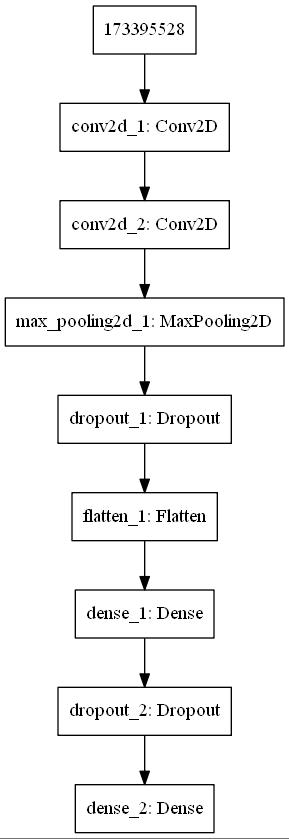 173395528
conv2d_1: Conv2D
conv2d_2: Conv2D
max_pooling2d_1: MaxPooling2D
dropout_1: Dropout
flatten_1: Flatten
dense_1: Dense
dropout_2: Dropout
dense_2: Dense